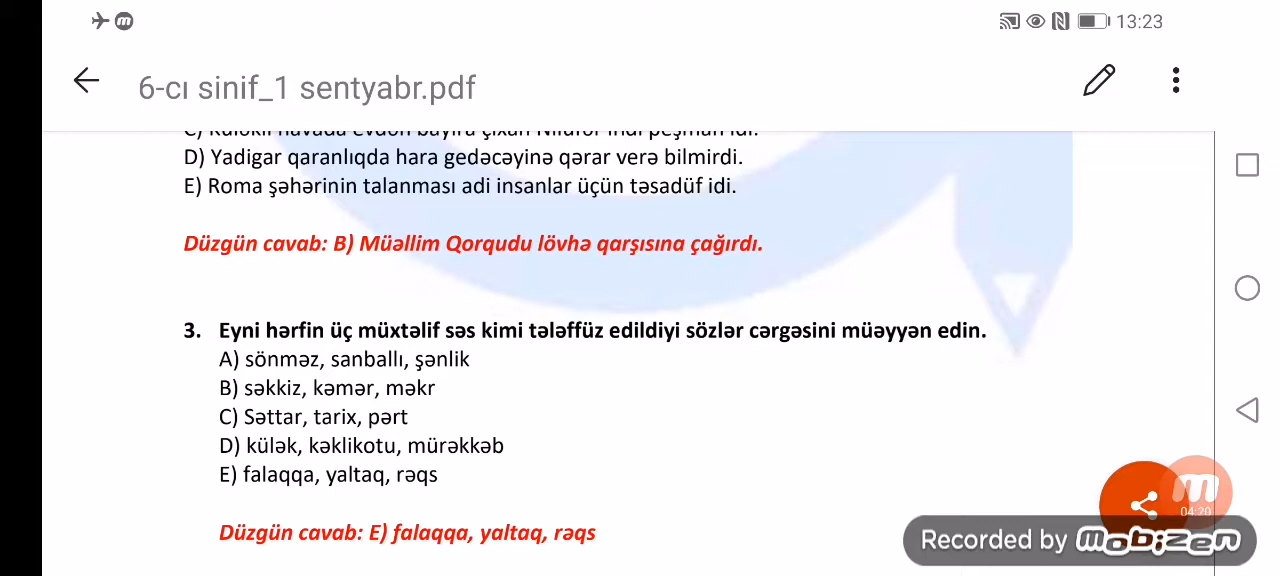 13:23
6-cı sinif_1 sentyabr.pdf
D) Yadigar qaranlıqda hara gedəcəyinə qərar verə bilmirdi.
E) Roma şəhərinin talanması adi insanlar üçün təsadüf idi.
Düzgün cavab: B) Müəllim Qorqudu lövhə qarşısına çağırdı.
3. Eyni hərfin üç müxtəlif səs kimi tələffüz edildiyi sözlər cərgəsini müəyyən edin.
A) sönməz, sanballı, şənlik
B) səkkiz, kəmər, məkr
C) Səttar, tarix, pərt
D) külək, kəklikotu, mürəkkəb
E) falaqqa, yaltaq, rəqs
Düzgün cavab: E) falaqqa, yaltaq, rəqs
04:20
Recorded by Mobizen